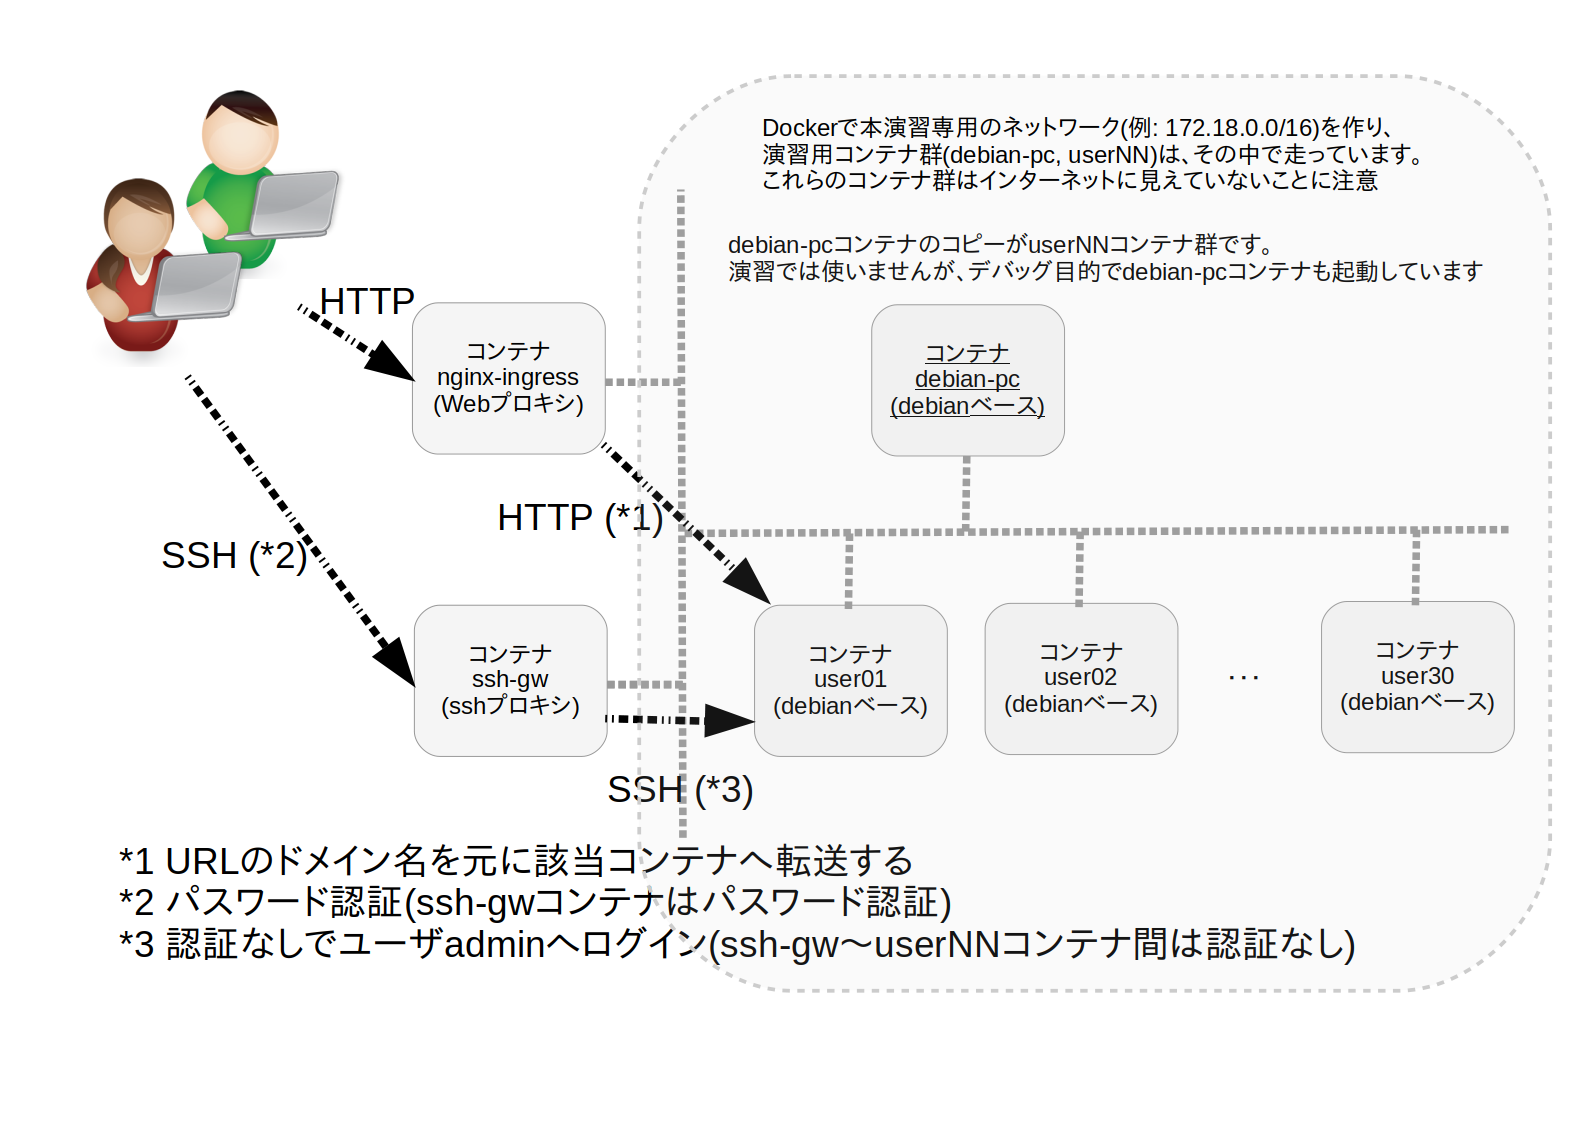 Dockerで本演習専用のネットワーク(例: 172.18.0.0/16)を作り、
演習用コンテナ群(debian-pc, userNN)は、その中で走っています。
これらのコンテナ群はインターネットに見えていないことに注意
debian-pcコンテナのコピーがuserNNコンテナ群です。
演習では使いませんが、デバッグ目的でdebian-pcコンテナも起動しています
HTTP
コンテナ
nginx-ingress
(Webプロキシ)
コンテナ
debian-pc
(debianベース)
HTTP (*1)
SSH (*2)
コンテナ
ssh-gw
(sshプロキシ)
コンテナ
user01
(debianベース)
コンテナ
user02
(debianベース)
...
コンテナ
user30
(debianベース)
SSH (*3)
*1 URLのドメイン名を元に該当コンテナへ転送する
*2 パスワード認証(ssh-gwコンテナはパスワード認証)
*3 認証なしでユーザadminへログイン(ssh-gw〜userNNコンテナ間は認証なし)